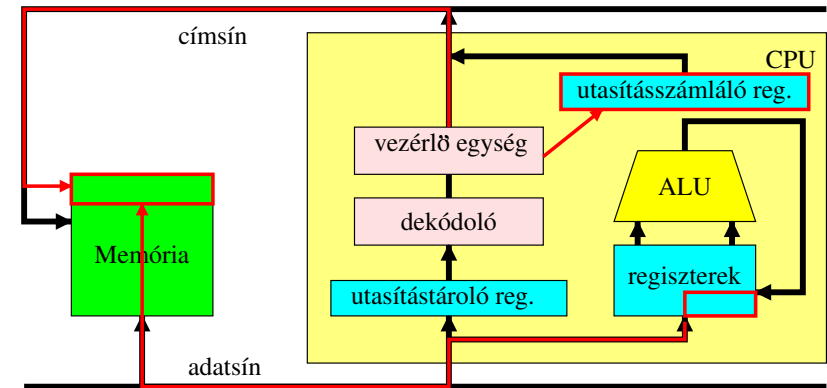 címsín
CPU
utasításszámláló reg.
vezérlő egység
ALU
dekódoló
Memória
regiszterek
utasítástároló reg.
adatsín